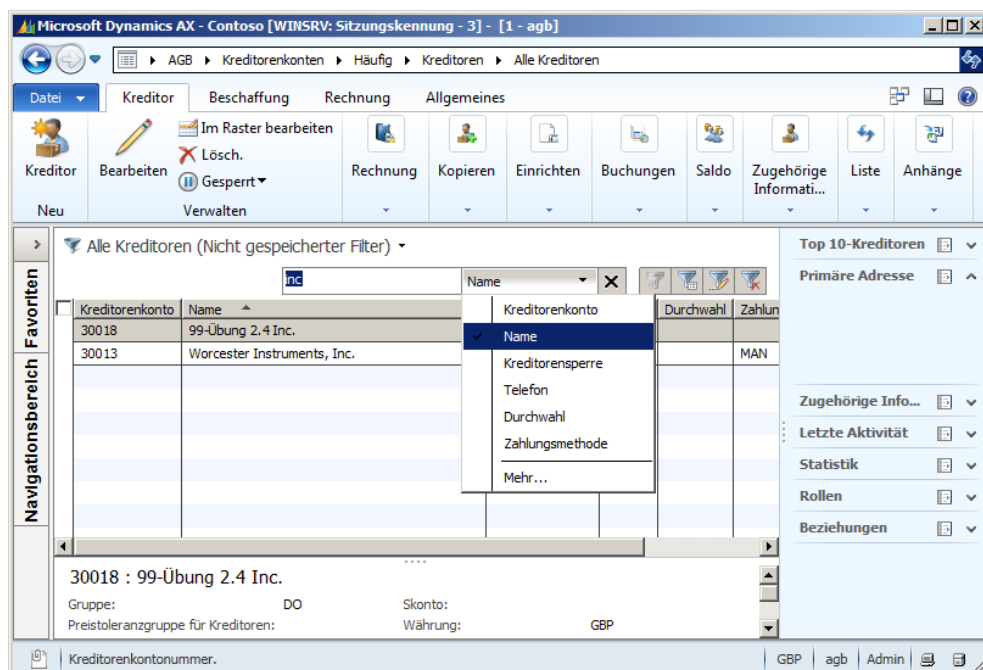 Microsoft Dynamics AX - Contoso [WINSRV: Sitzungskennung - 3] - [1 - agb]
AGB Kreditorenkonten Häufig Kreditoren Alle Kreditoren
Datei Kreditor Beschaffung Rechnung Allgemeines
Kreditor
Neu
Bearbeiten
Im Raster bearbeiten
Lösch.
Gesperrt
Verwalten
Rechnung
Kopieren
Einrichten
Buchungen
Saldo
Zugehörige
Informati...
Liste
Anhänge
Favoriten
Navigationsbereich
Alle Kreditoren (Nicht gespeicherter Filter)
inc Name
Kreditorenkonto Name Durchwahl Zahlun
30018 99-Übung 2.4 Inc.
30013 Worcester Instruments, Inc. MAN
Kreditorenkonto
Name
Kreditorensperre
Telefon
Durchwahl
Zahlungsmethode
Mehr...
30018 : 99-Übung 2.4 Inc.
Gruppe: DO Skonto:
Preistoleranzgruppe für Kreditoren: Währung: GBP
Top 10-Kreditoren
Primäre Adresse
Zugehörige Info...
Letzte Aktivität
Statistik
Rollen
Beziehungen
Kreditorenkontonummer. GBP agb Admin